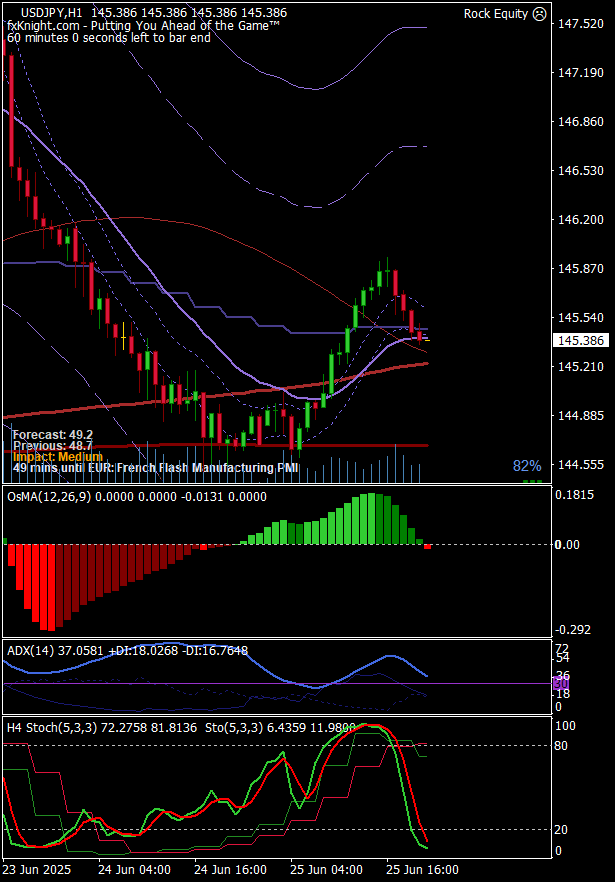 USDJPY,H1 145.386 145.386 145.386 145.386
Rock Equity ☹
fxKnight.com - Putting You Ahead of the Game™
60 minutes 0 seconds left to bar end
147.520
147.190
146.860
146.530
146.200
145.870
145.540
145.386
145.210
144.885
144.555
Forecast: 49.2
Previous: 48.7
Impact: Medium
49 mins until EUR: French Flash Manufacturing PMI
82%
OsMA(12,26,9) 0.0000 0.0000 -0.0131 0.0000
0.1815
0.00
-0.292
ADX(14) 37.0581 +DI:18.0268 -DI:16.7648
72
54
36
30
18
0
H4 Stoch(5,3,3) 72.2758 81.8136 Sto(5,3,3) 6.4359 11.9800
100
80
20
0
23 Jun 2025
24 Jun 04:00
24 Jun 16:00
25 Jun 04:00
25 Jun 16:00